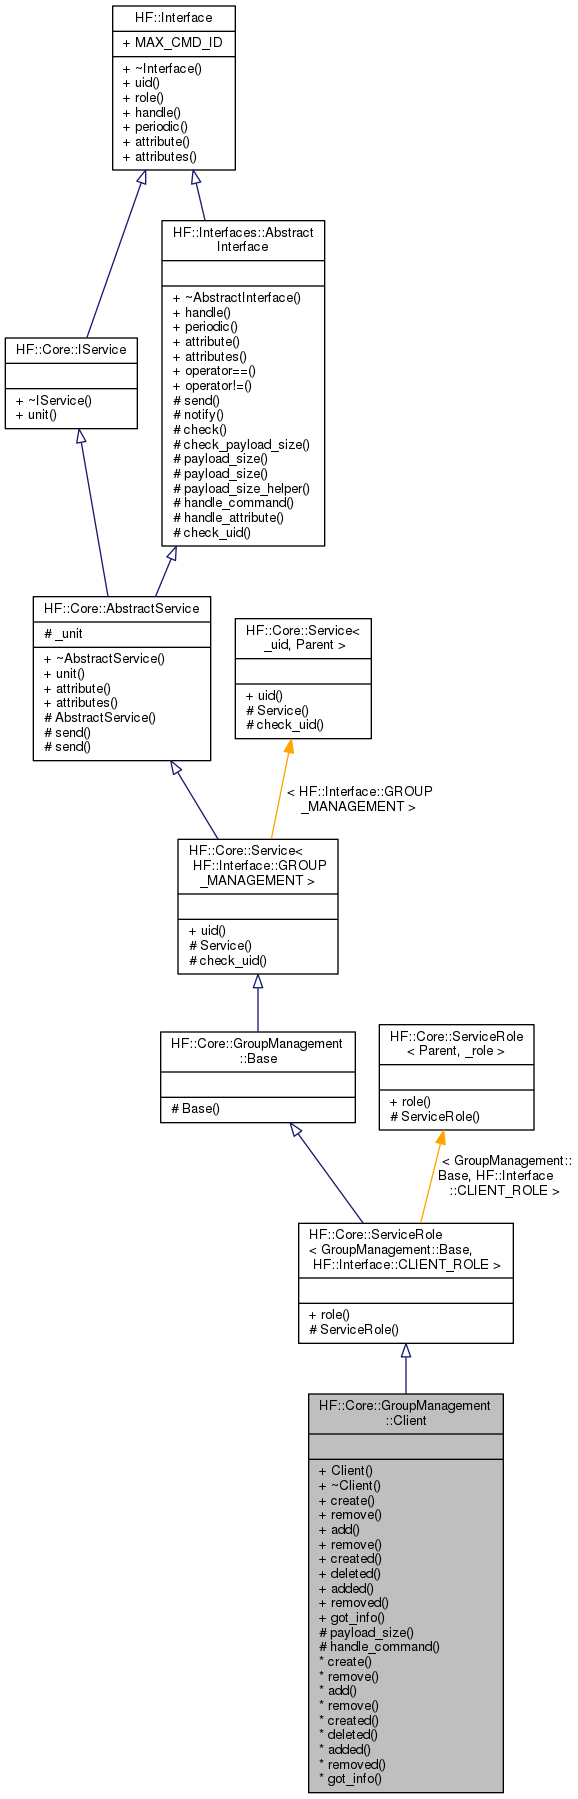 HF::Interface
+ MAX_CMD_ID
+ ~Interface()
+ uid()
+ role()
+ handle()
+ periodic()
+ attribute()
+ attributes()
HF::Interfaces::Abstract
Interface
+ ~AbstractInterface()
+ handle()
+ periodic()
+ attribute()
+ attributes()
+ operator==()
+ operator!=()
# send()
# notify()
# check()
# check_payload_size()
# payload_size()
# payload_size()
# payload_size_helper()
# handle_command()
# handle_attribute()
# check_uid()
HF::Core::IService
+ ~IService()
+ unit()
HF::Core::AbstractService
# _unit
+ ~AbstractService()
+ unit()
+ attribute()
+ attributes()
# AbstractService()
# send()
# send()
HF::Core::Service<
_uid, Parent >
+ uid()
# Service()
# check_uid()
< HF::Interface::GROUP
_MANAGEMENT >
HF::Core::Service<
HF::Interface::GROUP
_MANAGEMENT >
+ uid()
# Service()
# check_uid()
HF::Core::GroupManagement
::Base
# Base()
HF::Core::ServiceRole
< Parent, _role >
+ role()
# ServiceRole()
< GroupManagement::
Base, HF::Interface
::CLIENT_ROLE >
HF::Core::ServiceRole
< GroupManagement::Base,
HF::Interface::CLIENT_ROLE >
+ role()
# ServiceRole()
HF::Core::GroupManagement
::Client
+ Client()
+ ~Client()
+ create()
+ remove()
+ add()
+ remove()
+ created()
+ deleted()
+ added()
+ removed()
+ got_info()
# payload_size()
# handle_command()
* create()
* remove()
* add()
* remove()
* created()
* deleted()
* added()
* removed()
* got_info()